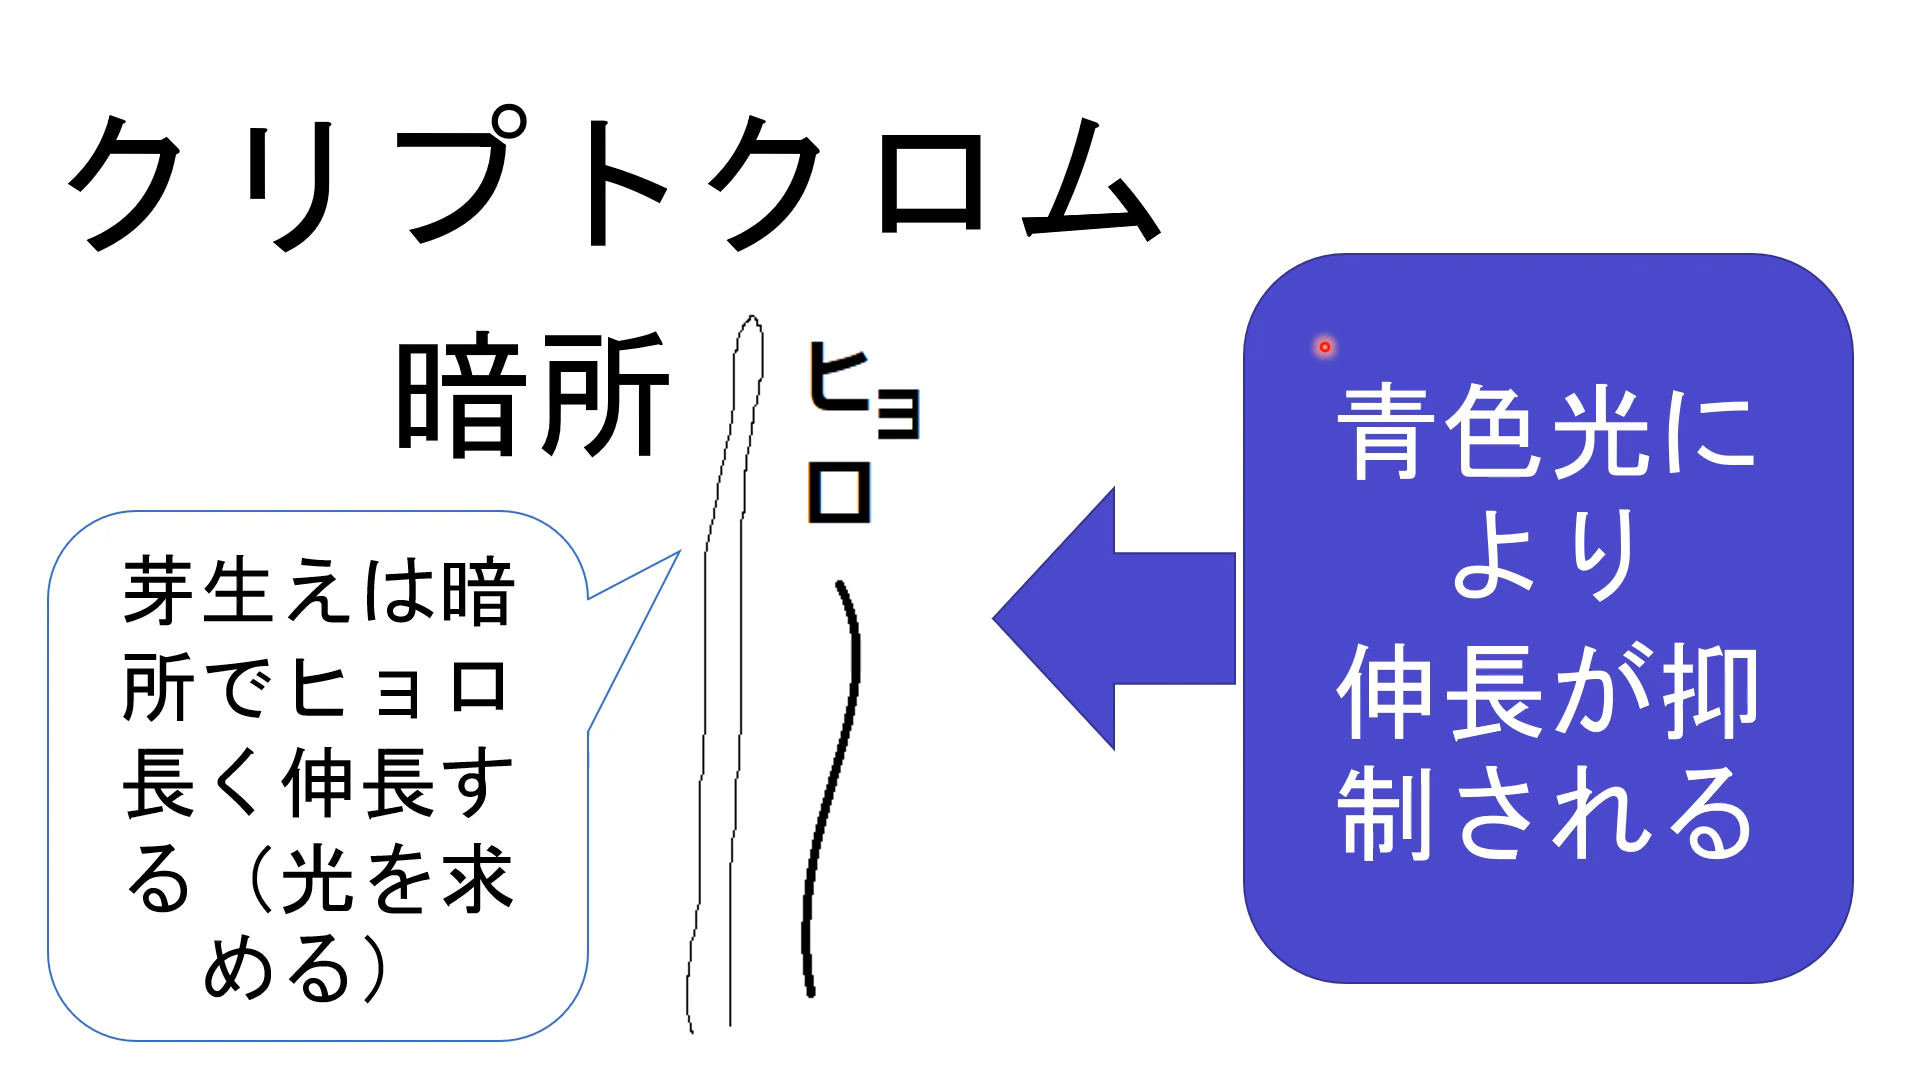 クリプトクロム
暗所
ヒョ
ロ
芽生えは暗
所でヒョロ
長く伸長す
る（光を求
める）
青色光に
より
伸長が抑
制される